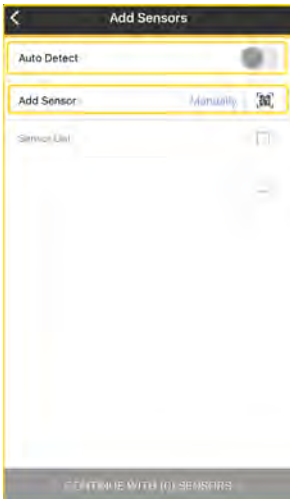 Add Sensors
Auto Detect
Add Sensor Manually
Sensor List
CONTINUE WITH (0) SENSORS